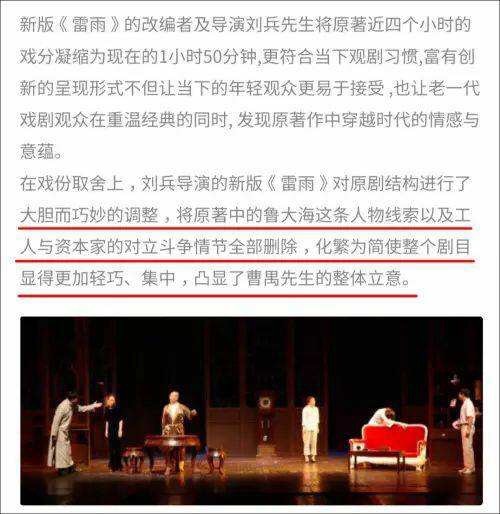 新版《雷雨》的改编者及导演刘兵先生将原著近四个小时的
戏分凝缩为现在的1小时50分钟,更符合当下观剧习惯,富有创
新的呈现形式不但让当下的年轻观众更易于接受 ,也让老一代
戏剧观众在重温经典的同时, 发现原著作中穿越时代的情感与
意蕴。
在戏份取舍上，刘兵导演的新版《雷雨》对原剧结构进行了
大胆而巧妙的调整，将原著中的鲁大海这条人物线索以及工
人与资本家的对立斗争情节全部删除，化繁为简使整个剧目
显得更加轻巧、集中，凸显了曹禺先生的整体立意。